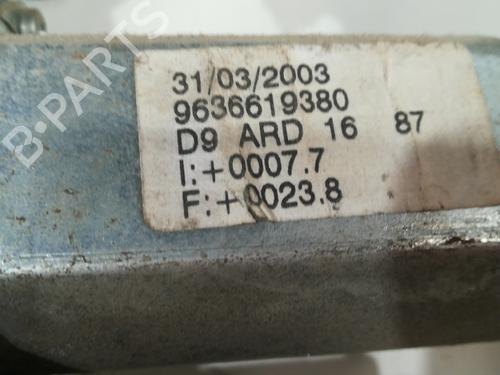 31/03/2003
9636619380
D9 ARD 16 87
I:+0007.7
F:+0023.8
B-PARTS